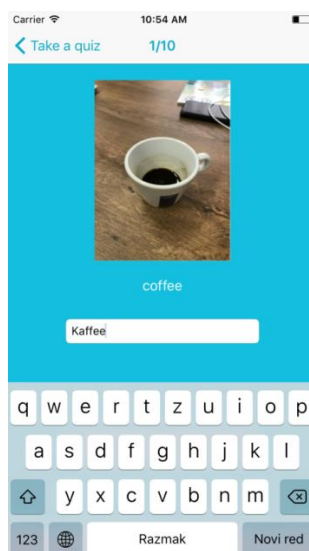 Carrier 10:54 AM
Take a quiz 1/10
coffee
Kaffee
q w e r t z u i o p
a s d f g h j k l
y x c v b n m
123 Razmak Novi red